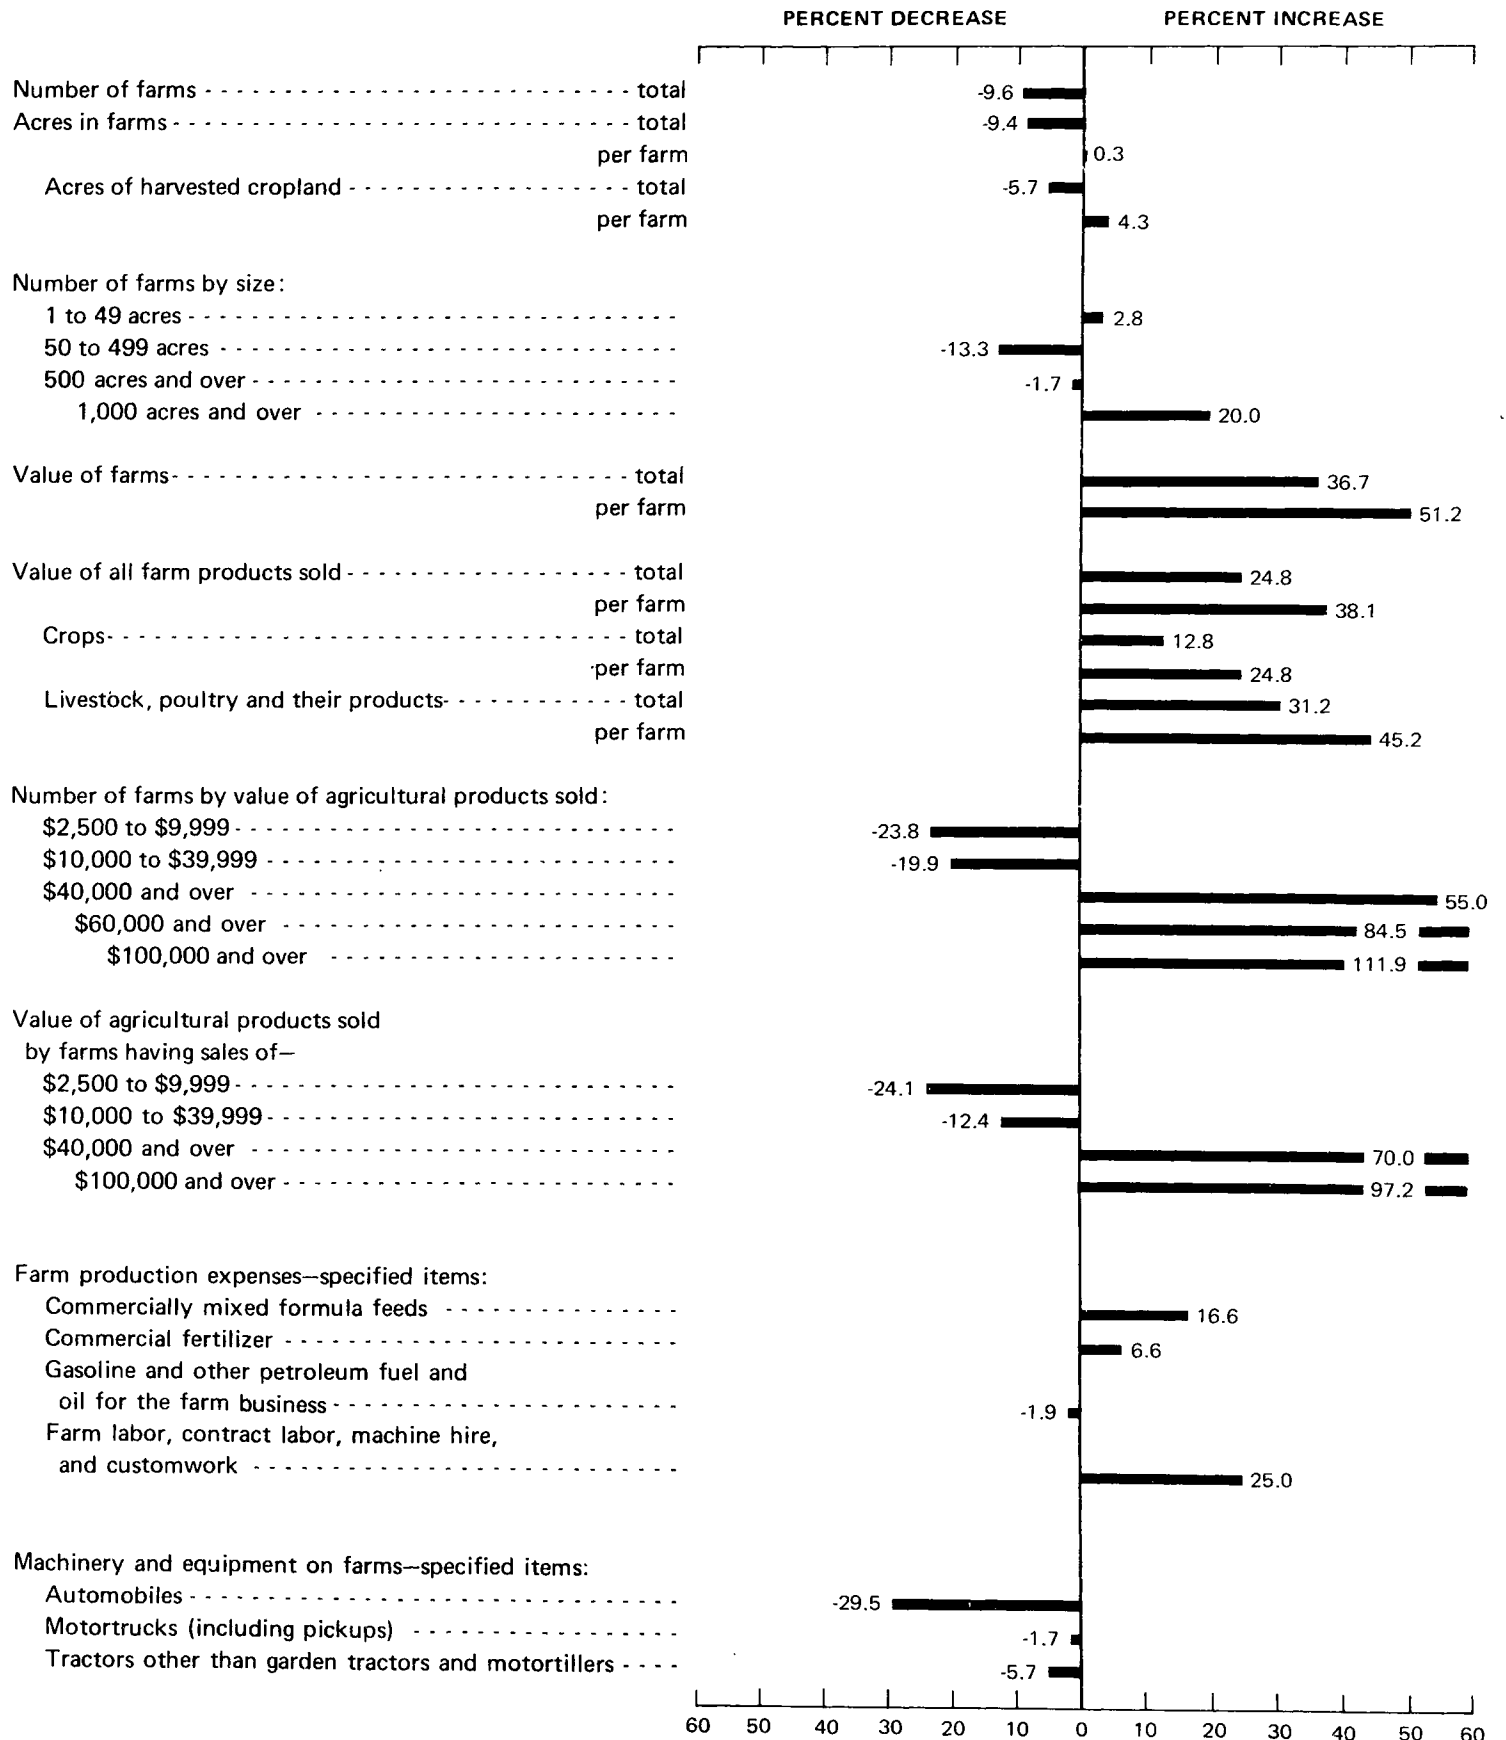 PERCENT DECREASE PERCENT INCREASE
Number of farms - - - - - - - - - - - - - - - - - - - - - - - - - - - total -9.6
Acres in farms - - - - - - - - - - - - - - - - - - - - - - - - - - - - - total -9.4
per farm 0.3
Acres of harvested cropland - - - - - - - - - - - - - - - - - - total -5.7
per farm 4.3
Number of farms by size:
1 to 49 acres - - - - - - - - - - - - - - - - - - - - - - - - - - - - - - - 2.8
50 to 499 acres - - - - - - - - - - - - - - - - - - - - - - - - - - - - - -13.3
500 acres and over - - - - - - - - - - - - - - - - - - - - - - - - - - - -1.7
1,000 acres and over - - - - - - - - - - - - - - - - - - - - - - - 20.0
Value of farms - - - - - - - - - - - - - - - - - - - - - - - - - - - - - total 36.7
per farm 51.2
Value of all farm products sold - - - - - - - - - - - - - - - - - - total 24.8
per farm 38.1
Crops - - - - - - - - - - - - - - - - - - - - - - - - - - - - - - - - - total 12.8
per farm 24.8
Livestock, poultry and their products - - - - - - - - - - - - total 31.2
per farm 45.2
Number of farms by value of agricultural products sold:
$2,500 to $9,999 - - - - - - - - - - - - - - - - - - - - - - - - - - - - -23.8
$10,000 to $39,999 - - - - - - - - - - - - - - - - - - - - - - - - - - -19.9
$40,000 and over - - - - - - - - - - - - - - - - - - - - - - - - - - - 55.0
$60,000 and over - - - - - - - - - - - - - - - - - - - - - - - - - 84.5
$100,000 and over - - - - - - - - - - - - - - - - - - - - - - 111.9
Value of agricultural products sold
by farms having sales of—
$2,500 to $9,999 - - - - - - - - - - - - - - - - - - - - - - - - - - - - -24.1
$10,000 to $39,999 - - - - - - - - - - - - - - - - - - - - - - - - - - -12.4
$40,000 and over - - - - - - - - - - - - - - - - - - - - - - - - - - - 70.0
$100,000 and over - - - - - - - - - - - - - - - - - - - - - - - - - 97.2
Farm production expenses—specified items:
Commercially mixed formula feeds - - - - - - - - - - - - - - - 16.6
Commercial fertilizer - - - - - - - - - - - - - - - - - - - - - - - - - 6.6
Gasoline and other petroleum fuel and
oil for the farm business - - - - - - - - - - - - - - - - - - - - - - -1.9
Farm labor, contract labor, machine hire,
and customwork - - - - - - - - - - - - - - - - - - - - - - - - - - - 25.0
Machinery and equipment on farms—specified items:
Automobiles - - - - - - - - - - - - - - - - - - - - - - - - - - - - - - - -29.5
Motortrucks (including pickups) - - - - - - - - - - - - - - - - - -1.7
Tractors other than garden tractors and motortillers - - - - -5.7
60 50 40 30 20 10 0 10 20 30 40 50 60